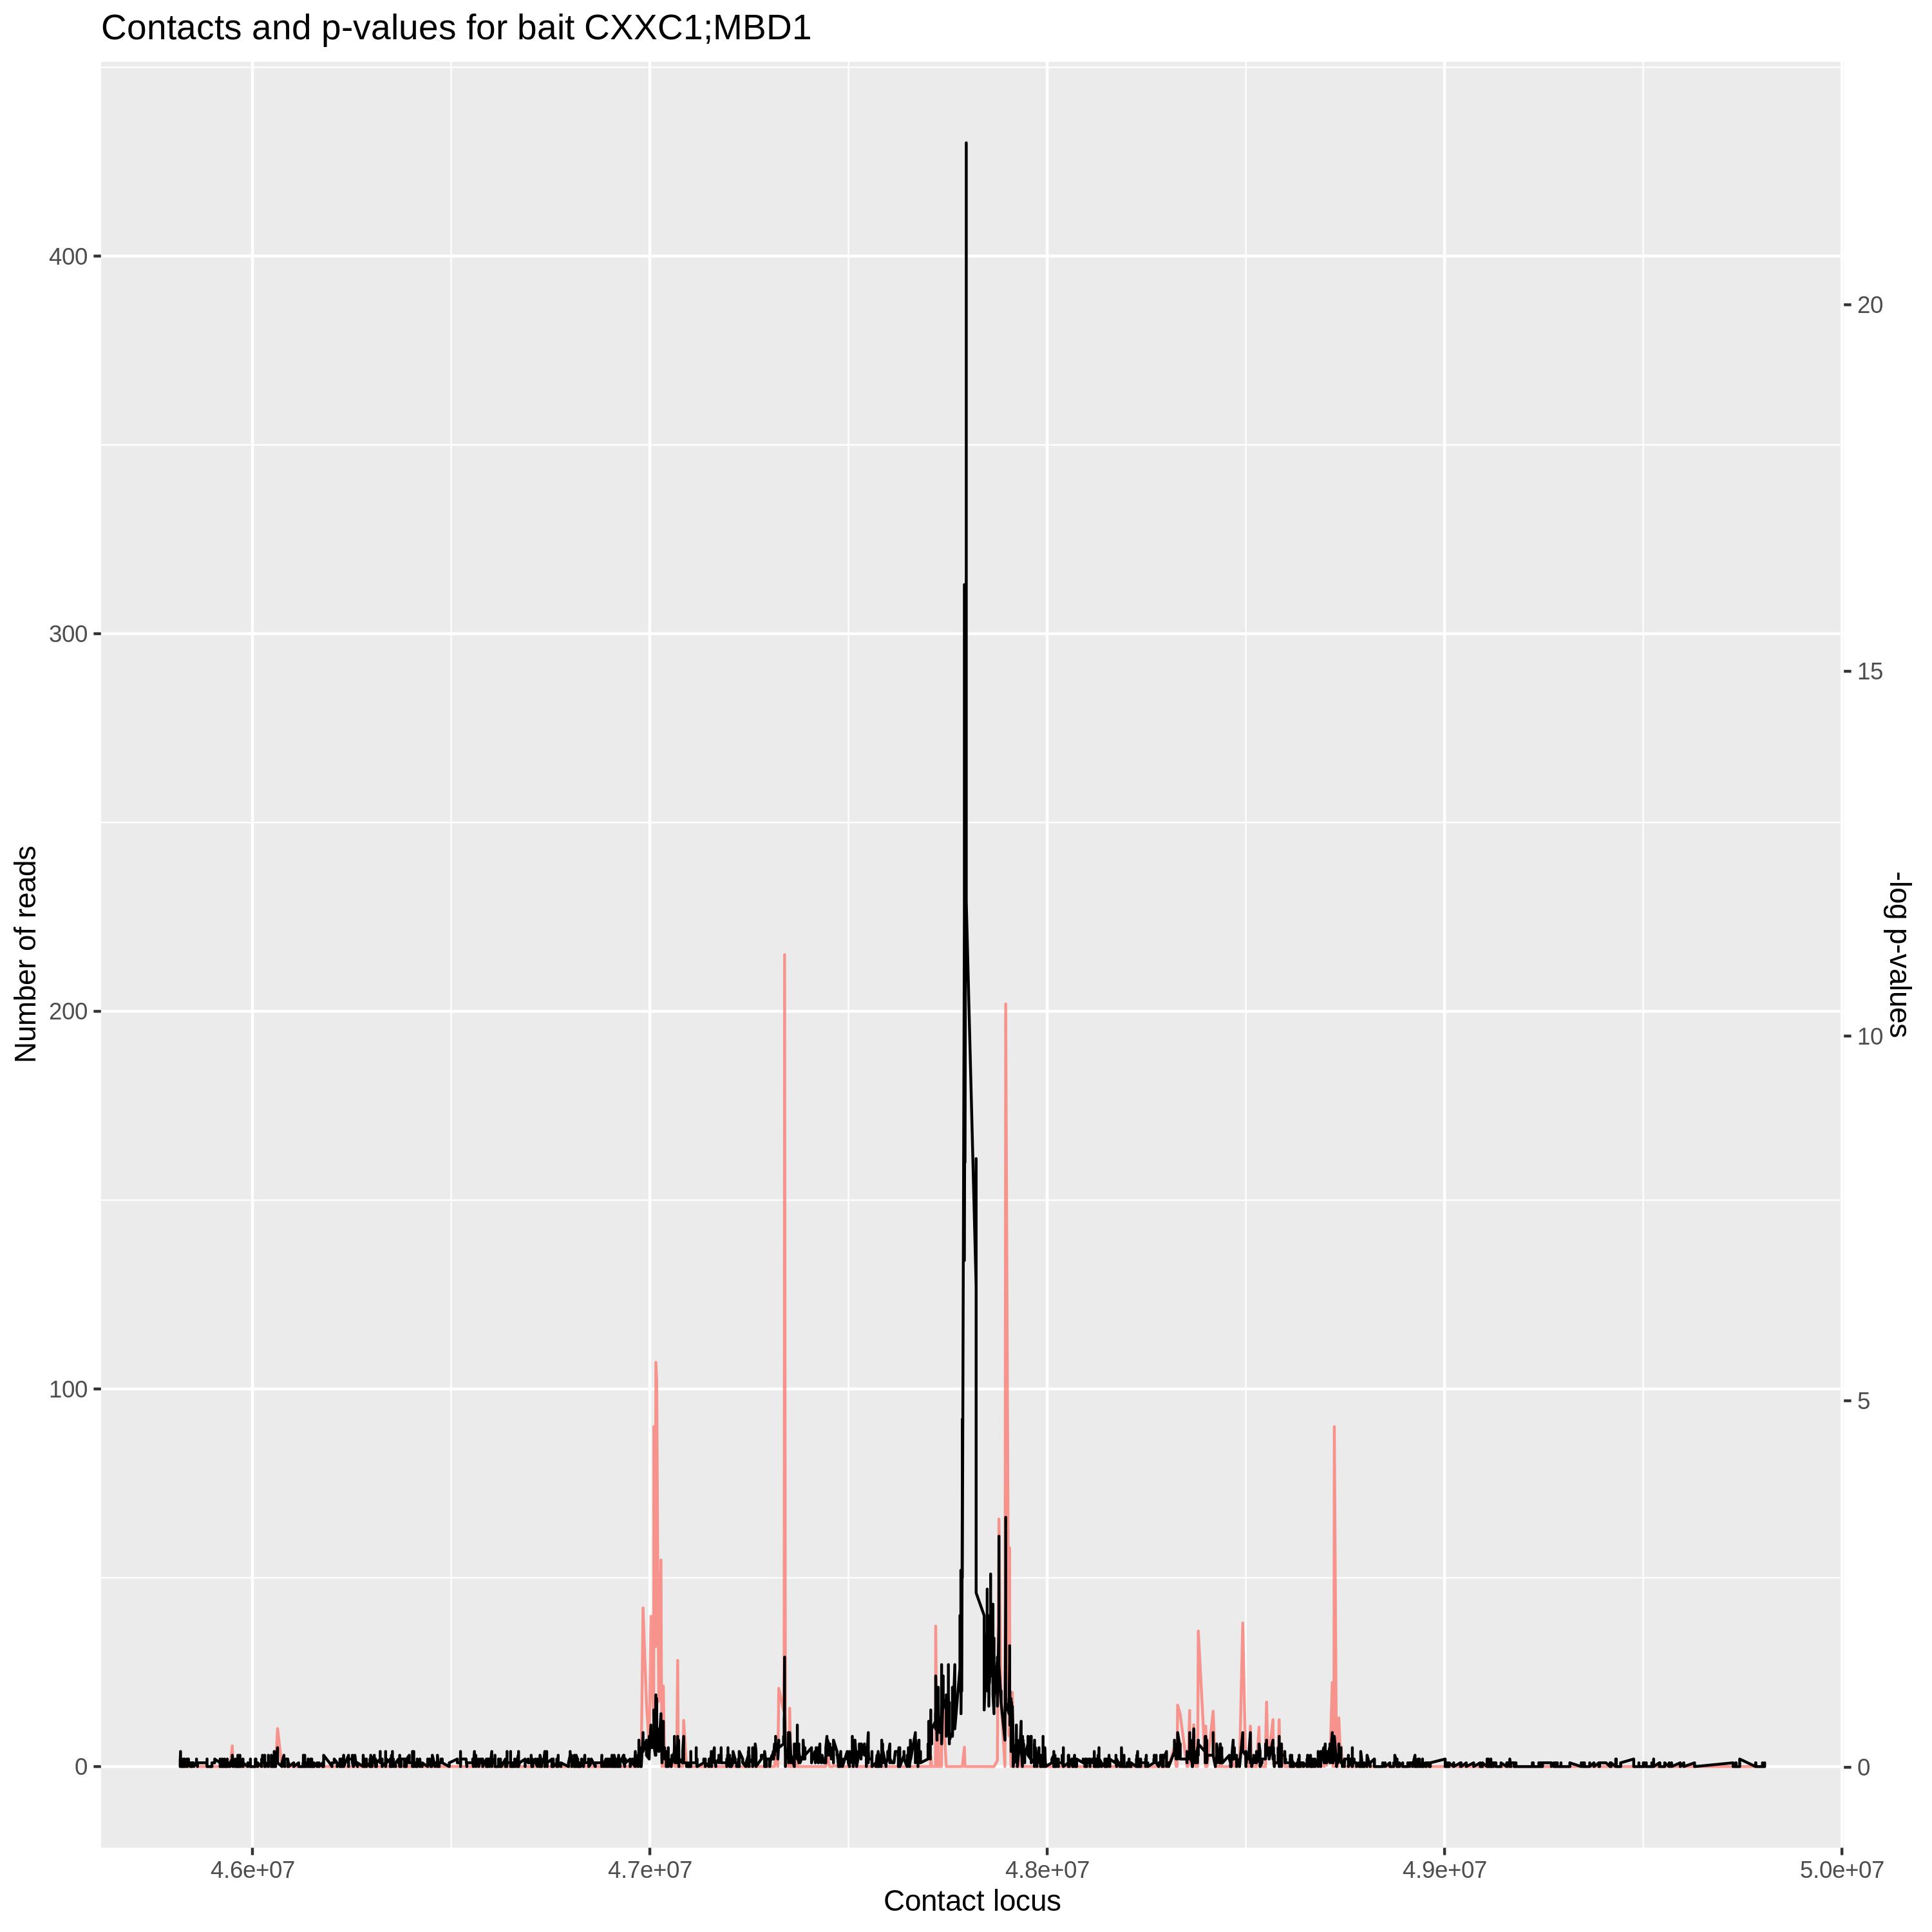 Contacts and p-values for bait CXXC1;MBD1
Number of reads
400
300
200
100
0
20
15
10
5
0
-log p-values
4.6e+07
4.7e+07
4.8e+07
4.9e+07
5.0e+07
Contact locus